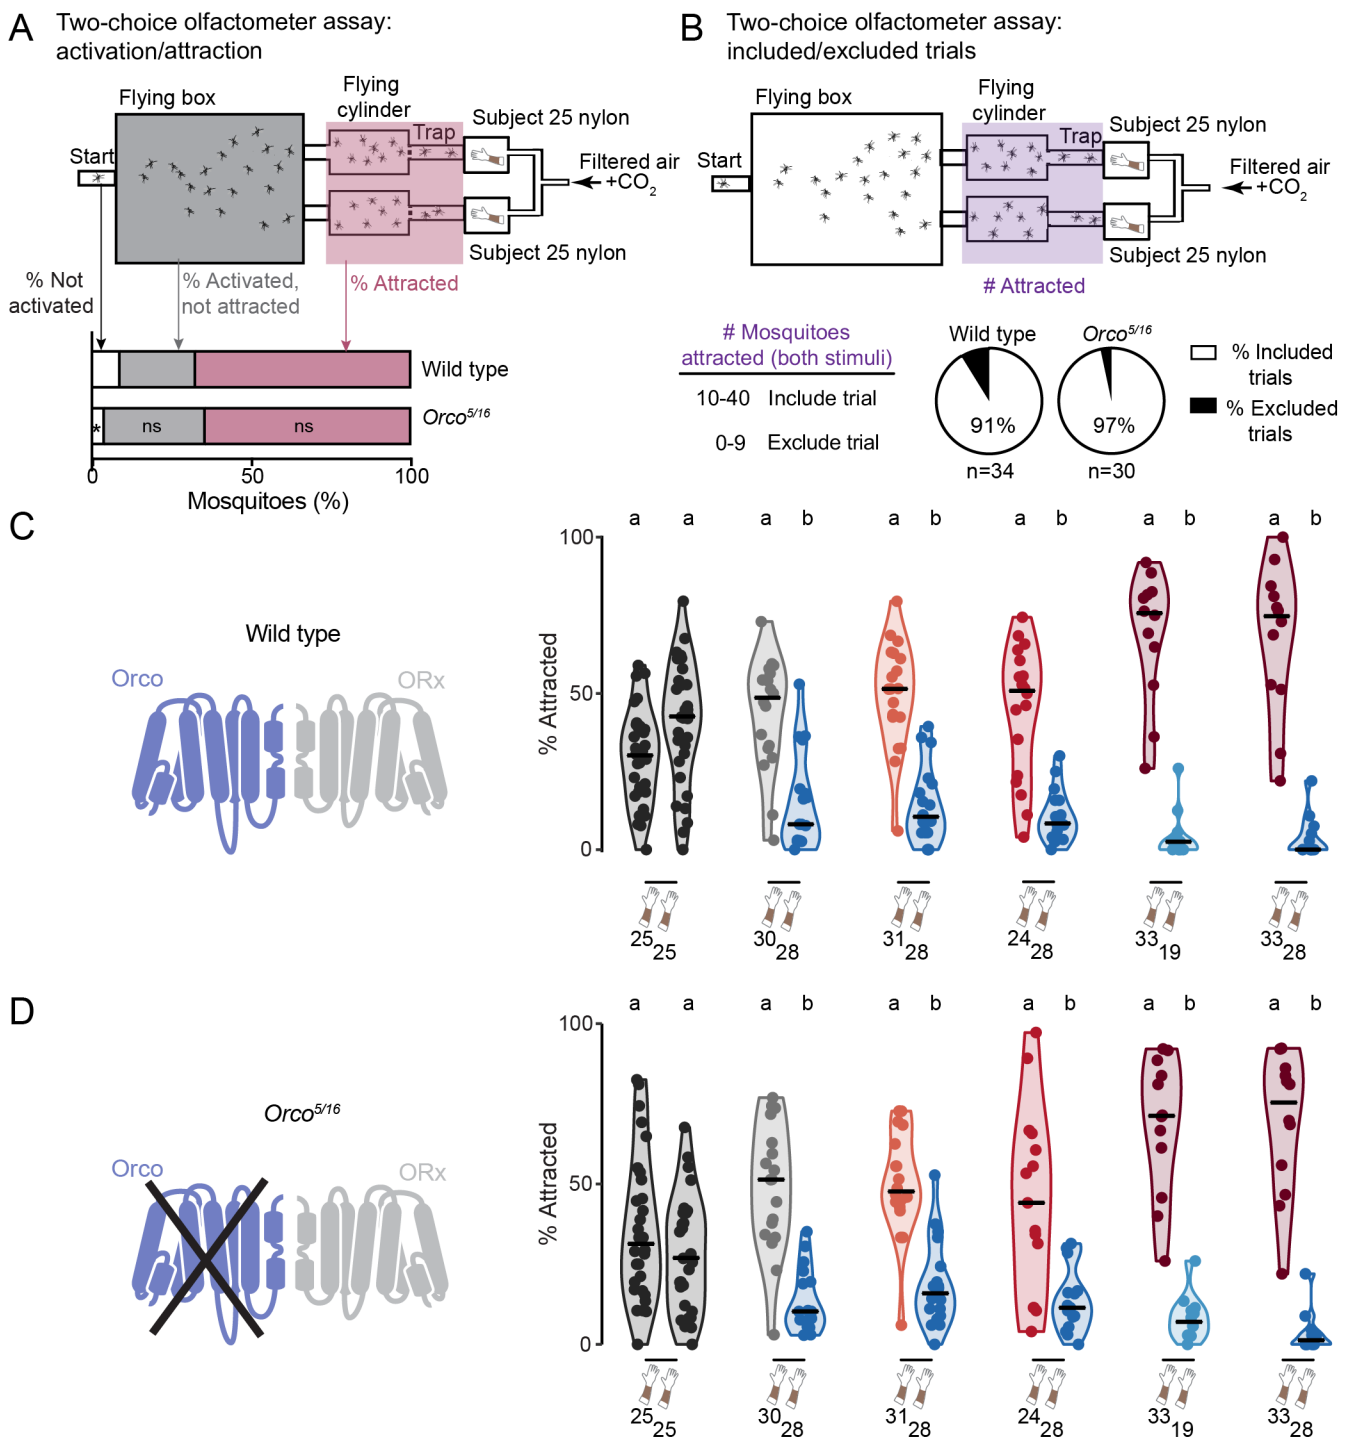 A
Two-choice olfactometer assay:
activation/attraction
Flying box
Flying
cylinder
Trap
Subject 25 nylon
Start
Filtered air
+CO2
Subject 25 nylon
% Not
activated
% Activated,
not attracted
% Attracted
Wild type
* ns ns
Orco5/16
0 50 100
Mosquitoes (%)
B
Two-choice olfactometer assay:
included/excluded trials
Flying box
Flying
cylinder
Trap
Subject 25 nylon
Start
Filtered air
+CO2
Subject 25 nylon
# Attracted
# Mosquitoes
attracted (both stimuli)
10-40 Include trial
0-9 Exclude trial
Wild type
Orco5/16
91%
97%
n=34
n=30
% Included
trials
% Excluded
trials
C
Wild type
Orco
ORx
a a a b a b a b a b a b
100
50
0
% Attracted
25 25 30 28 31 28 24 28 33 19 33 28
D
Orco5/16
Orco
ORx
a a a b a b a b a b a b
100
50
0
% Attracted
25 25 30 28 31 28 24 28 33 19 33 28